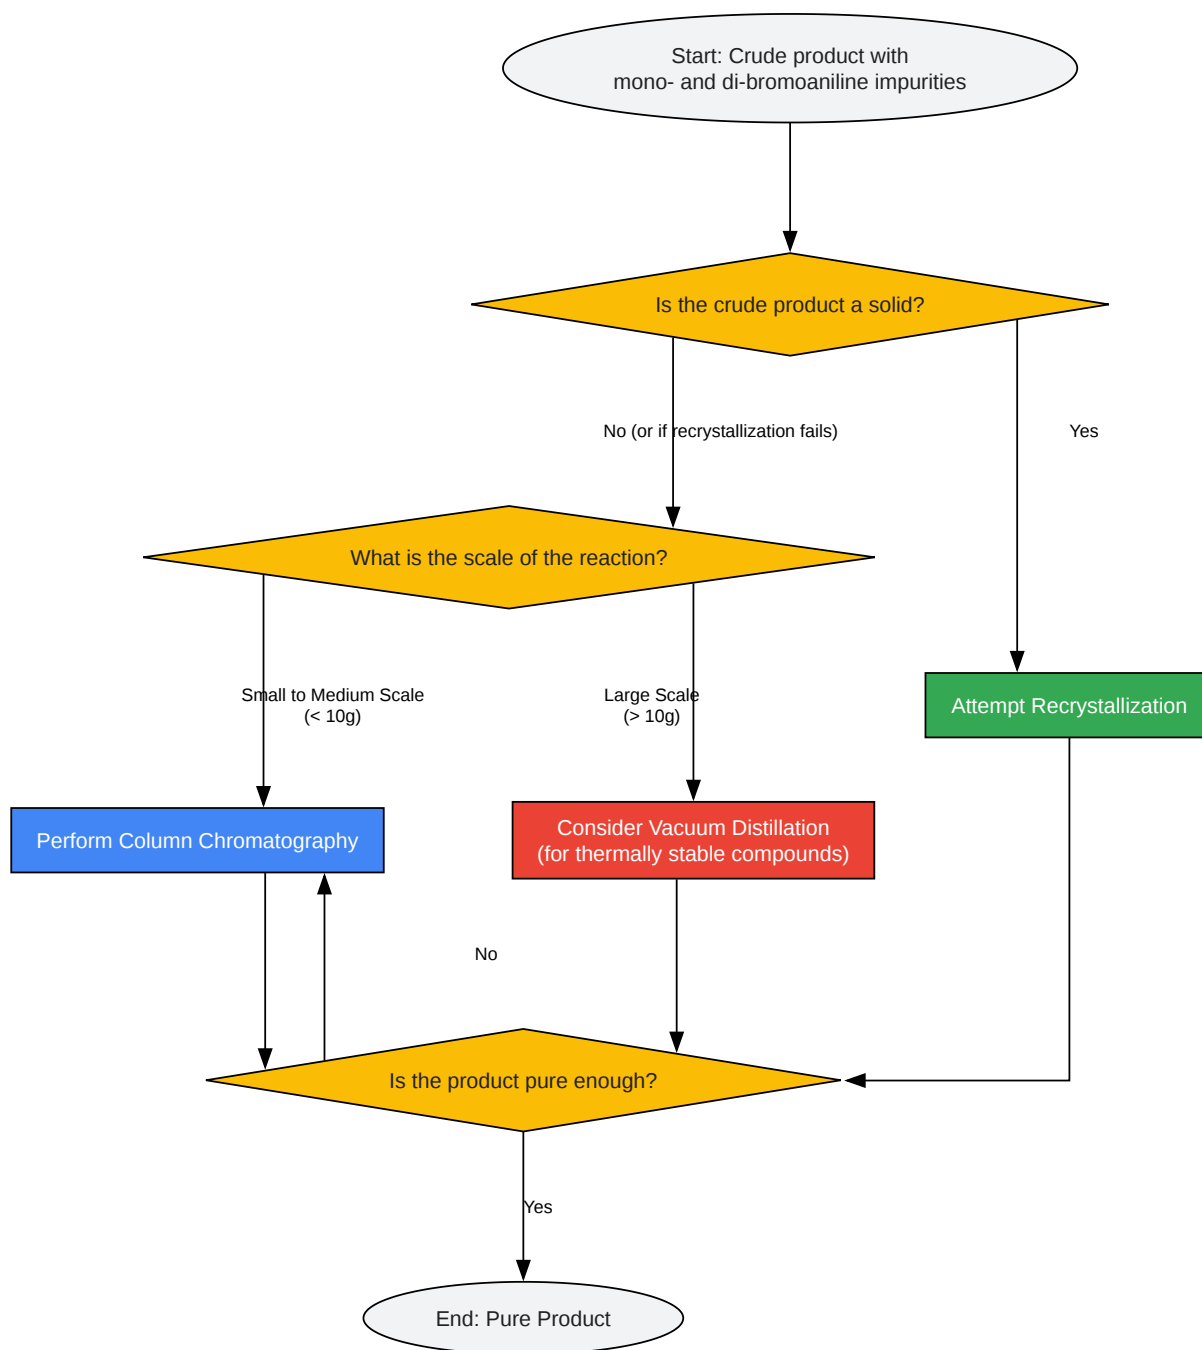 Start: Crude product with
mono- and di-bromoaniline impurities
Is the crude product a solid?
No (or if recrystallization fails)
Yes
What is the scale of the reaction?
Small to Medium Scale
(< 10g)
Large Scale
(> 10g)
Attempt Recrystallization
Perform Column Chromatography
Consider Vacuum Distillation
(for thermally stable compounds)
No
Is the product pure enough?
Yes
End: Pure Product